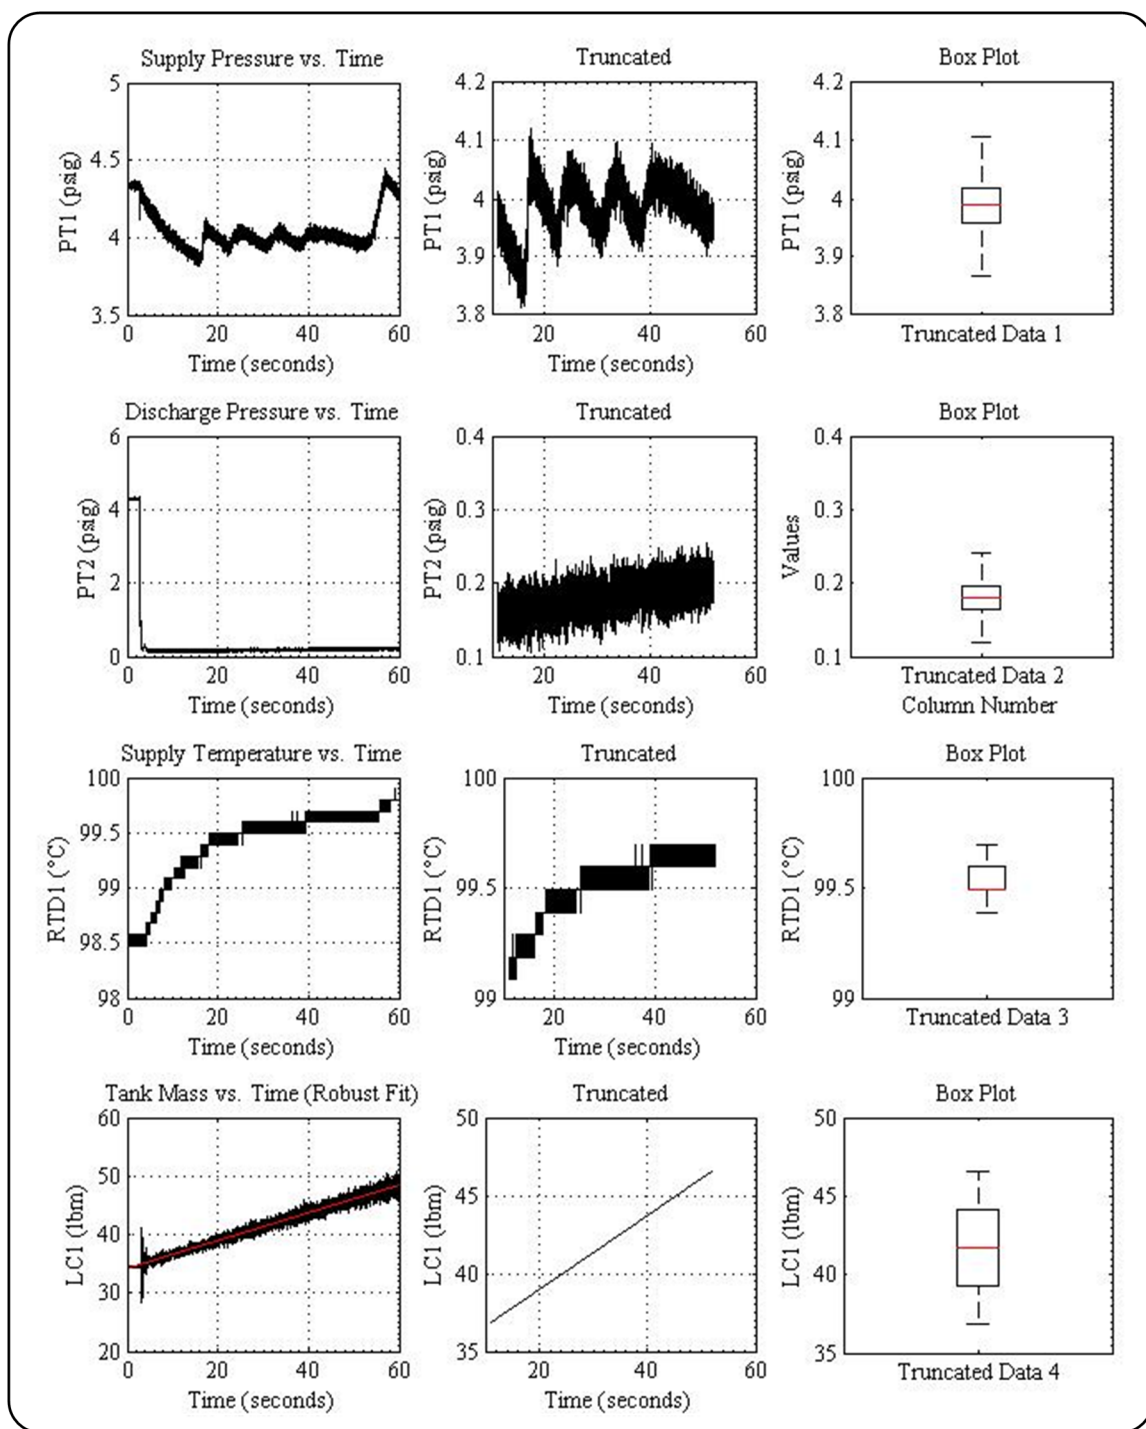 Supply Pressure vs. Time
5
4.5
4
3.5
PT1 (psig)
0
20
40
60
Time (seconds)
Truncated
4.2
4.1
4
3.9
3.8
PT1 (psig)
20
40
60
Time (seconds)
Box Plot
4.2
4.1
4
3.9
3.8
PT1 (psig)
Truncated Data 1
Discharge Pressure vs. Time
6
4
2
0
PT2 (psig)
0
20
40
60
Time (seconds)
Truncated
0.4
0.3
0.2
0.1
PT2 (psig)
20
40
60
Time (seconds)
Box Plot
0.4
0.3
0.2
0.1
Values
Truncated Data 2
Column Number
Supply Temperature vs. Time
100
99.5
99
98.5
98
RTD1 (°C)
0
20
40
60
Time (seconds)
Truncated
100
99.5
99
RTD1 (°C)
20
40
60
Time (seconds)
Box Plot
100
99.5
99
RTD1 (°C)
Truncated Data 3
Tank Mass vs. Time (Robust Fit)
60
50
40
30
20
LC1 (lbm)
0
20
40
60
Time (seconds)
Truncated
50
45
40
35
LC1 (lbm)
20
40
60
Time (seconds)
Box Plot
50
45
40
35
LC1 (lbm)
Truncated Data 4